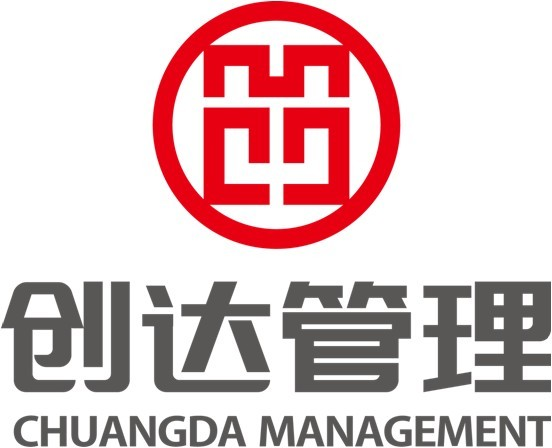 创达管理
CHUANGDA MANAGEMENT